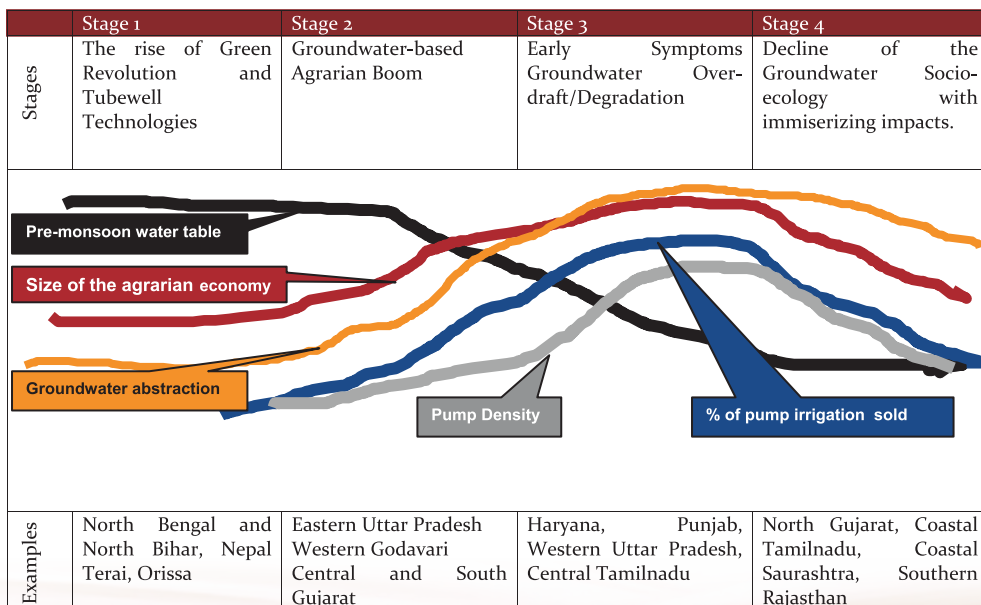 Stage 1
Stage 2
Stage 3
Stage 4
Stages
The rise of Green
Revolution and
Tubewell
Technologies
Groundwater-based
Agrarian Boom
Early Symptoms
Groundwater Over-
draft/Degradation
Decline of the
Groundwater Socio-
ecology with
immiserizing impacts.
Pre-monsoon water table
Size of the agrarian economy
Groundwater abstraction
Pump Density
% of pump irrigation sold
Examples
North Bengal and
North Bihar, Nepal
Terai, Orissa
Eastern Uttar Pradesh
Western Godavari
Central and South
Gujarat
Haryana, Punjab,
Western Uttar Pradesh,
Central Tamilnadu
North Gujarat, Coastal
Tamilnadu, Coastal
Saurashtra, Southern
Rajasthan